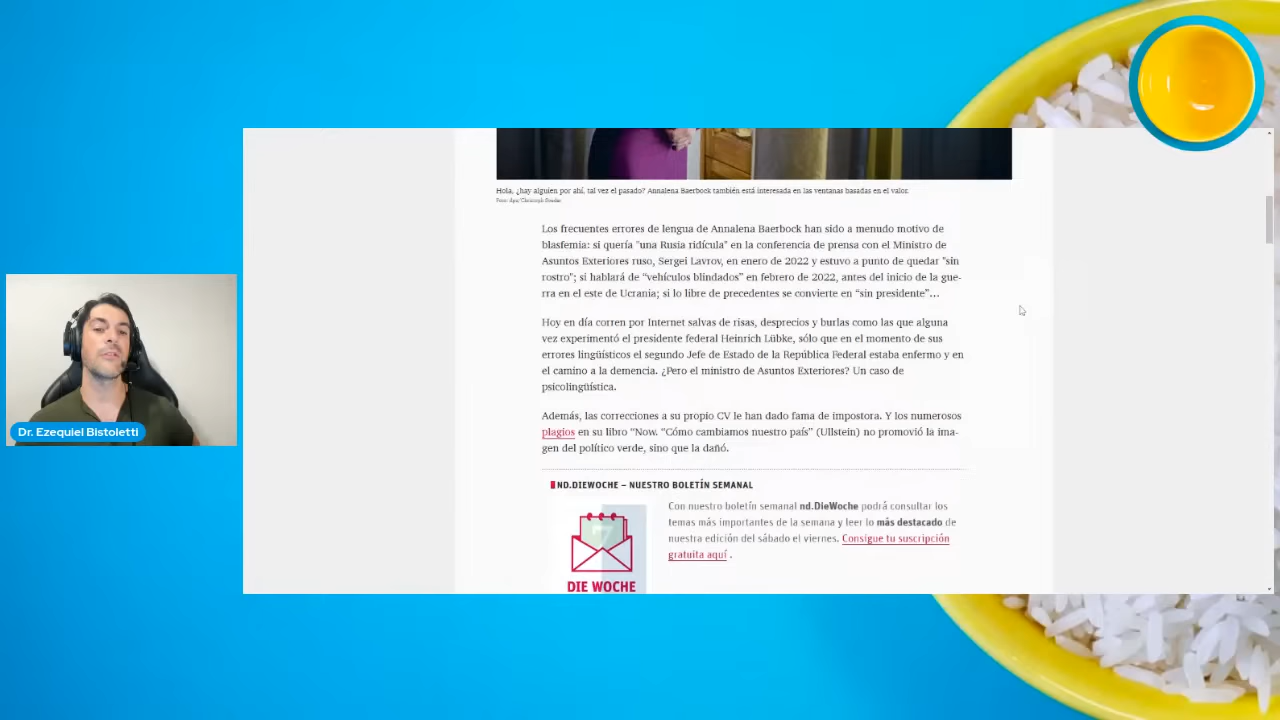 Hola, ¿hay alguien por ahí, tal vez el pasado? Annalena Baerbock también está interesada en las ventanas basadas en el valor.
Los frecuentes errores de lengua de Annalena Baerbock han sido a menudo motivo de
blasfemia: si quería "una Rusia ridícula" en la conferencia de prensa con el Ministro de
Asuntos Exteriores ruso, Sergei Lavrov, en enero de 2022 y estuvo a punto de quedar "sin
rostro"; si hablará de “vehículos blindados” en febrero de 2022, antes del inicio de la gue-
rra en el este de Ucrania; si lo libre de precedentes se convierte en “sin presidente”…
Hoy en día corren por Internet salvas de risas, desprecios y burlas como las que alguna
vez experimentó el presidente federal Heinrich Lübke, sólo que en el momento de sus
errores lingüísticos el segundo Jefe de Estado de la República Federal estaba enfermo y en
el camino a la demencia. ¿Pero el ministro de Asuntos Exteriores? Un caso de
psicolingüística.
Además, las correcciones a su propio CV le han dado fama de impostora. Y los numerosos
plagios en su libro “Now. “Cómo cambiamos nuestro país” (Ullstein) no promovió la ima-
gen del político verde, sino que la dañó.
ND.DIEWOCHE – NUESTRO BOLETÍN SEMANAL
Con nuestro boletín semanal nd.DieWoche podrá consultar los
temas más importantes de la semana y leer lo más destacado de
nuestra edición del sábado el viernes. Consigue tu suscripción
gratuita aquí .
7
DIE WOCHE
Dr. Ezequiel Bistoletti